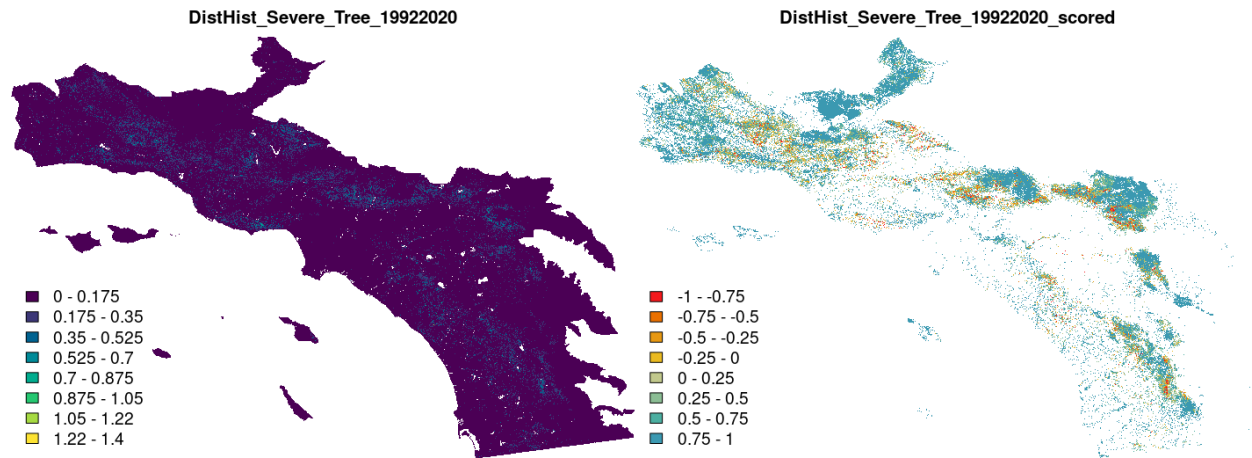 DistHist_Severe_Tree_19922020
0 - 0.175
0.175 - 0.35
0.35 - 0.525
0.525 - 0.7
0.7 - 0.875
0.875 - 1.05
1.05 - 1.22
1.22 - 1.4
DistHist_Severe_Tree_19922020_scored
-1 - -0.75
-0.75 - -0.5
-0.5 - -0.25
-0.25 - 0
0 - 0.25
0.25 - 0.5
0.5 - 0.75
0.75 - 1